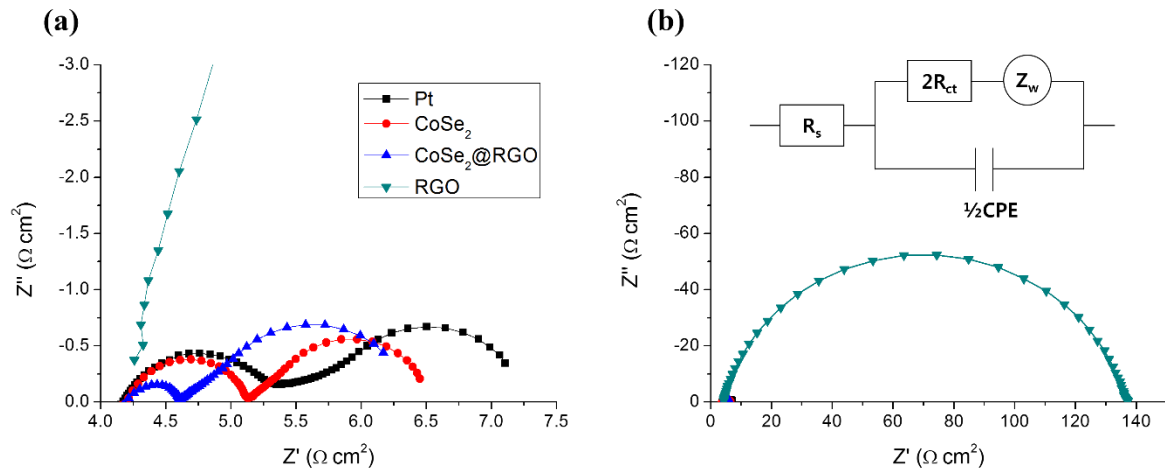 (a)
-3.0
-2.5
-2.0
-1.5
-1.0
-0.5
0.0
Z'' (Ω cm²)
4.0 4.5 5.0 5.5 6.0 6.5 7.0 7.5
Z' (Ω cm²)
Pt
CoSe₂
CoSe₂@RGO
RGO
(b)
-120
-100
-80
-60
-40
-20
0
Z'' (Ω cm²)
0 20 40 60 80 100 120 140
Z' (Ω cm²)
2Rct Zw
Rs
½CPE